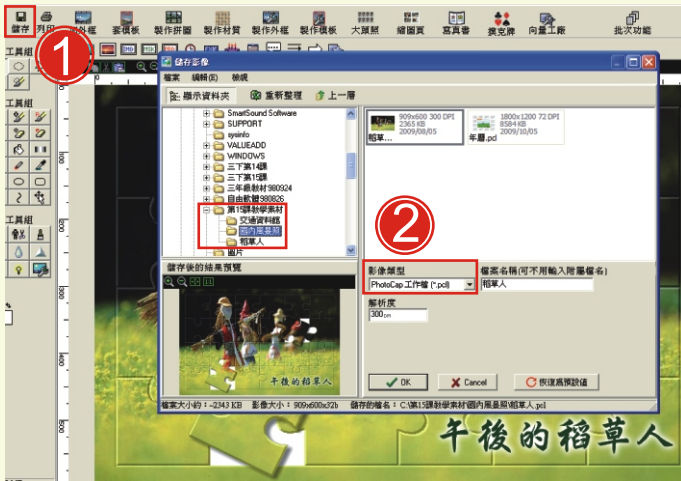 儲存 列印 外框 套模板 製作拼圖 製作材質 製作外框 製作模板 大頭照 縮圖頁 寫真書 撲克牌 向量工廠 批次功能
1
工具組
儲存影像
檔案 編輯(E) 檢視
顯示資料夾 重新整理 上一層
SmartSound Software
SUPPORT
sysinfo
VALUEADD
WINDOWS
三下第14課
三下第15課
三年級教材980924
自由軟體980826
第15課教學素材
交通資料館
國內風景照
稻草人
圖片
909x600 300 DPI
2365 KB
2009/08/05
稻草...
1800x1200 72 DPI
8584 KB
2009/10/05
年曆.pd
2
工具組
工具組
儲存後的結果預覽
午後的稻草人
影像類型
PhotoCap 工作檔 (*.pcl)
檔案名稱(可不用輸入附屬檔名)
稻草人
解析度
300
OK Cancel 恢復為預設值
檔案大小約：~2343 KB 影像大小：909x600x32b 儲存的檔名：C:\第15課教學素材\國內風景照\稻草人.pcl
午後的稻草人